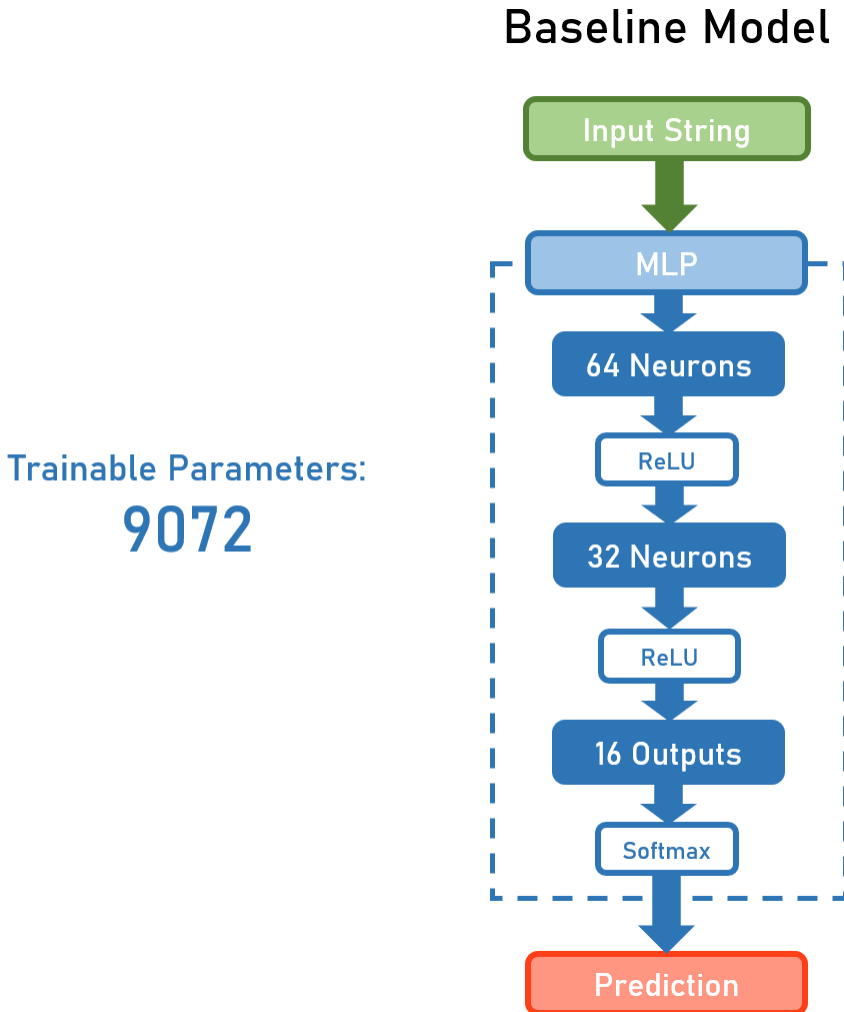 Baseline Model
Input String
MLP
64 Neurons
ReLU
Trainable Parameters:
9072
32 Neurons
ReLU
16 Outputs
Softmax
Prediction